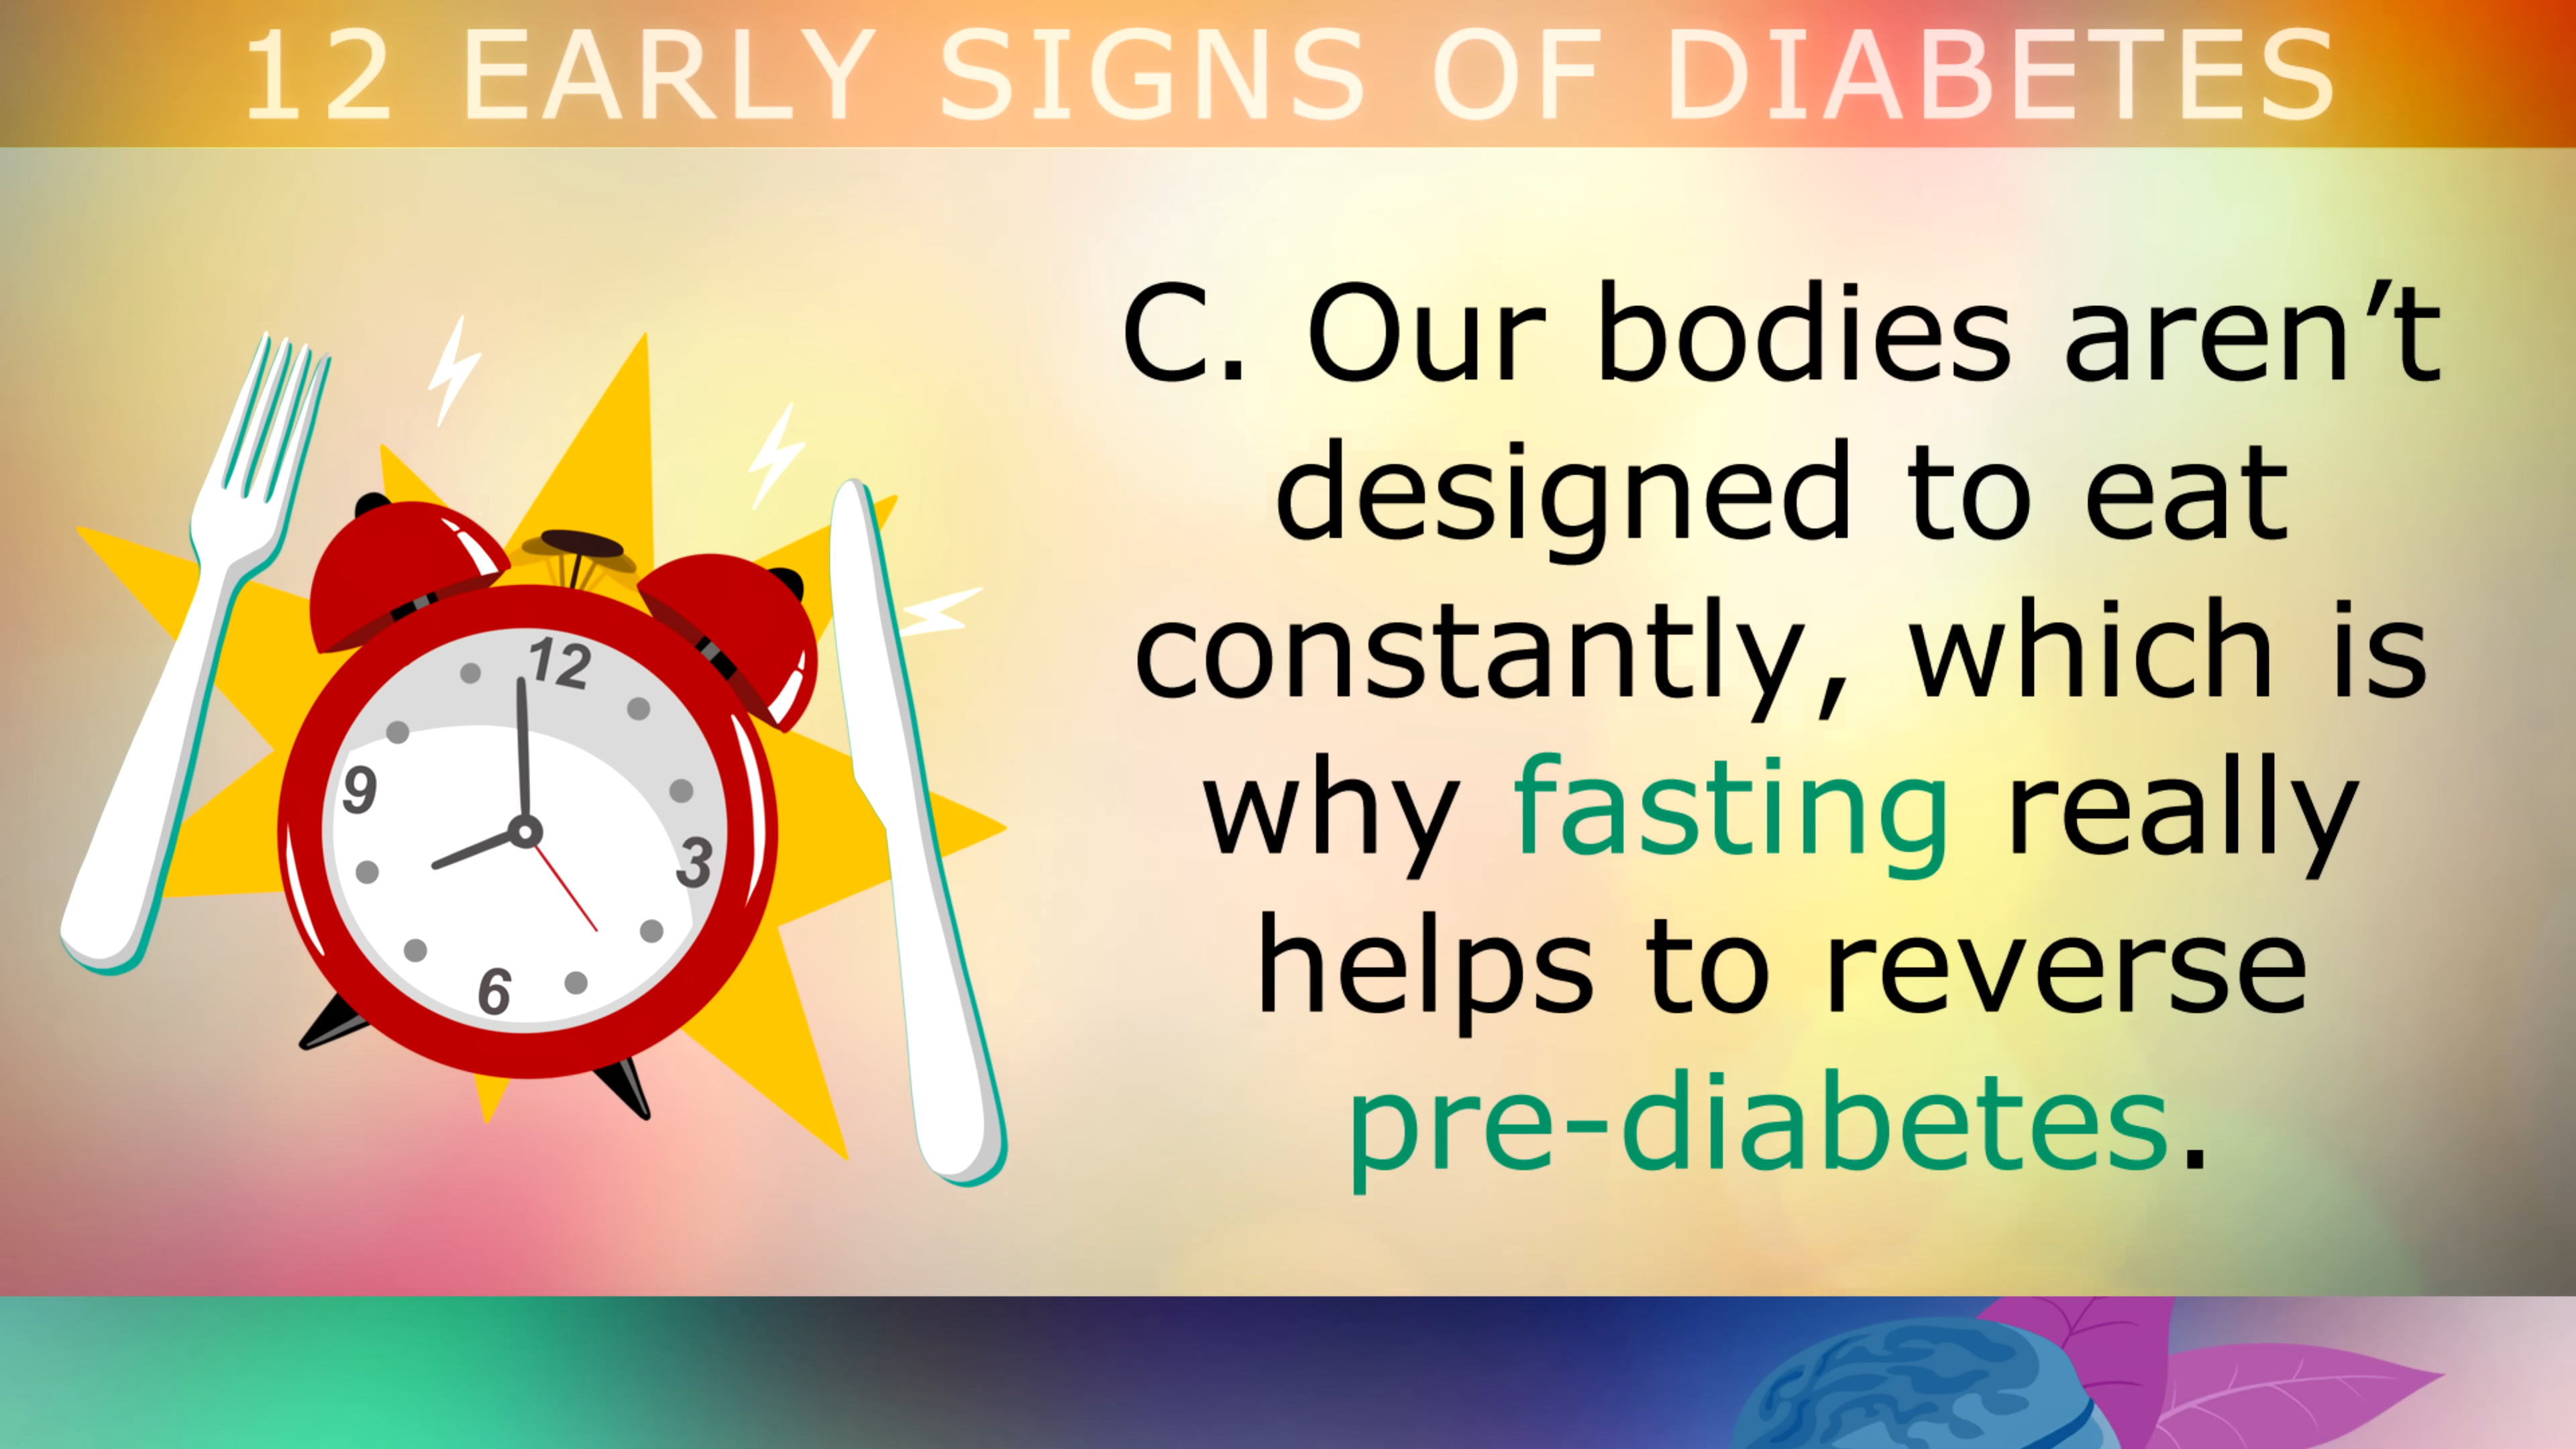 12 EARLY SIGNS OF DIABETES
C. Our bodies aren’t
designed to eat
constantly, which is
why fasting really
helps to reverse
pre-diabetes.
12
9
3
6